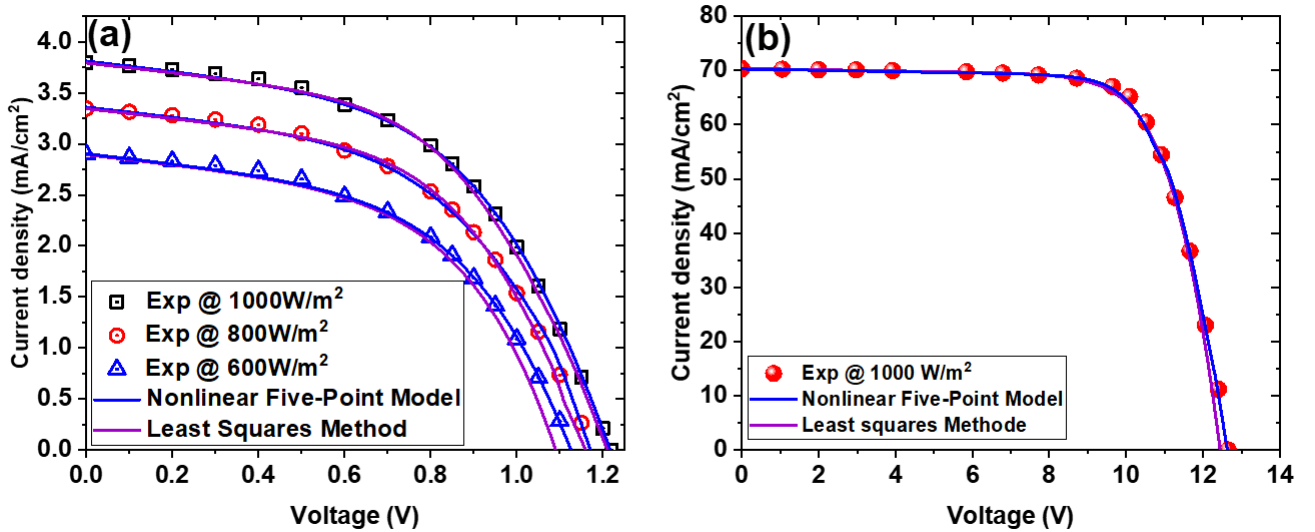 (a)
Current density (mA/cm²)
4.0
3.5
3.0
2.5
2.0
1.5
1.0
0.5
0.0
Exp @ 1000W/m²
Exp @ 800W/m²
Exp @ 600W/m²
Nonlinear Five-Point Model
Least Squares Method
0.0 0.2 0.4 0.6 0.8 1.0 1.2
Voltage (V)
(b)
Current density (mA/cm²)
80
70
60
50
40
30
20
10
0
Exp @ 1000 W/m²
Nonlinear Five-Point Model
Least squares Methode
0 2 4 6 8 10 12 14
Voltage (V)